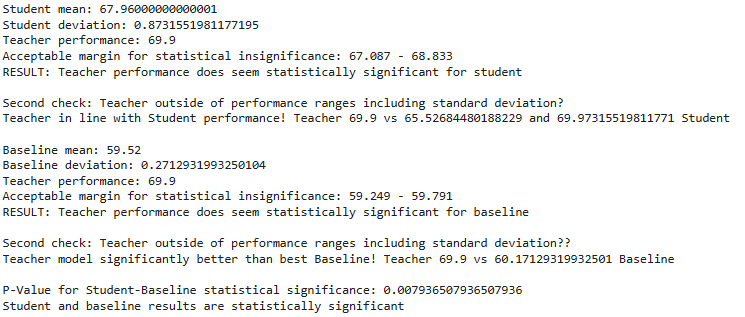 Student mean: 67.96000000000001
Student deviation: 0.8731551981177195
Teacher performance: 69.9
Acceptable margin for statistical insignificance: 67.087 - 68.833
RESULT: Teacher performance does seem statistically significant for student
Second check: Teacher outside of performance ranges including standard deviation?
Teacher in line with Student performance! Teacher 69.9 vs 65.52684480188229 and 69.97315519811771 Student
Baseline mean: 59.52
Baseline deviation: 0.2712931993250104
Teacher performance: 69.9
Acceptable margin for statistical insignificance: 59.249 - 59.791
RESULT: Teacher performance does seem statistically significant for baseline
Second check: Teacher outside of performance ranges including standard deviation??
Teacher model significantly better than best Baseline! Teacher 69.9 vs 60.17129319932501 Baseline
P-Value for Student-Baseline statistical significance: 0.007936507936507936
Student and baseline results are statistically significant